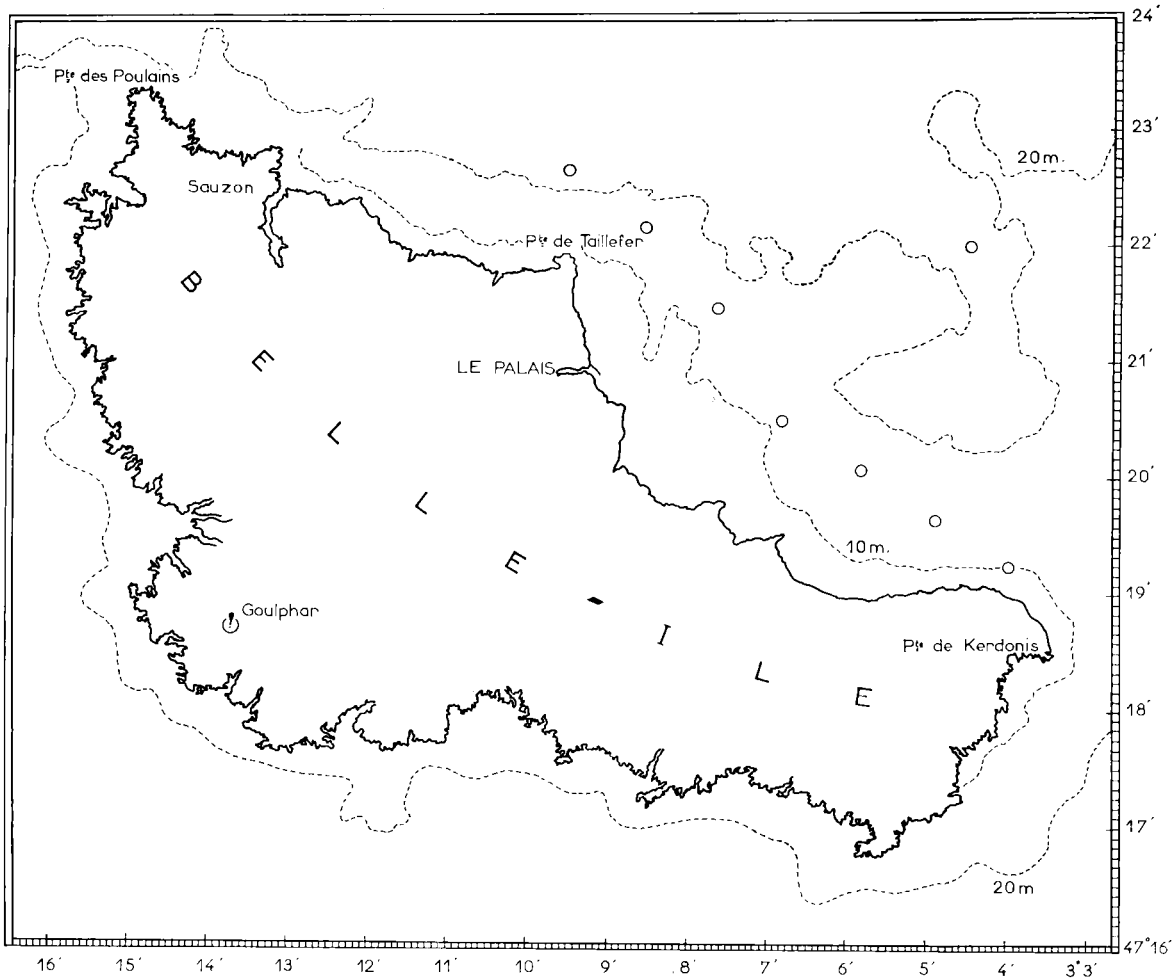 24′
Pte des Poulains
23′
20m.
Sauzon
22′
Pte de Taillefer
21′
LE PALAIS
20′
10m.
19′
Goulphar
Pte de Kerdonis
BELLE-ILE
18′
17′
20m
47°16′
16′ 15′ 14′ 13′ 12′ 11′ 10′ 9′ 8′ 7′ 6′ 5′ 4′ 3°3′